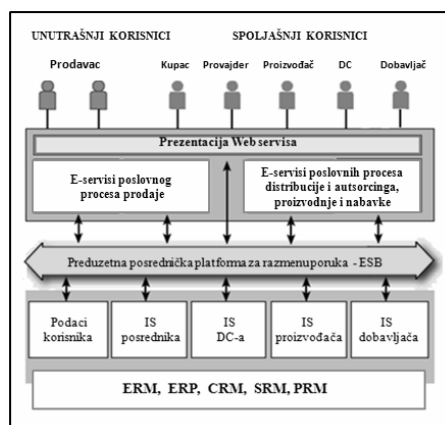 UNUTRAŠNJI KORISNICI SPOLJAŠNJI KORISNICI
Prodavac Kupac Provajder Proizvođač DC Dobavljač
Prezentacija Web servisa
E-servisi poslovnog
procesa prodaje
E-servisi poslovnih procesa
distribucije i autsorcinga,
proizvodnje i nabavke
Preduzetna posrednička platforma za razmenu poruka - ESB
Podaci
korisnika
IS
posrednika
IS
DC-a
IS
proizvođača
IS
dobavljača
ERM, ERP, CRM, SRM, PRM